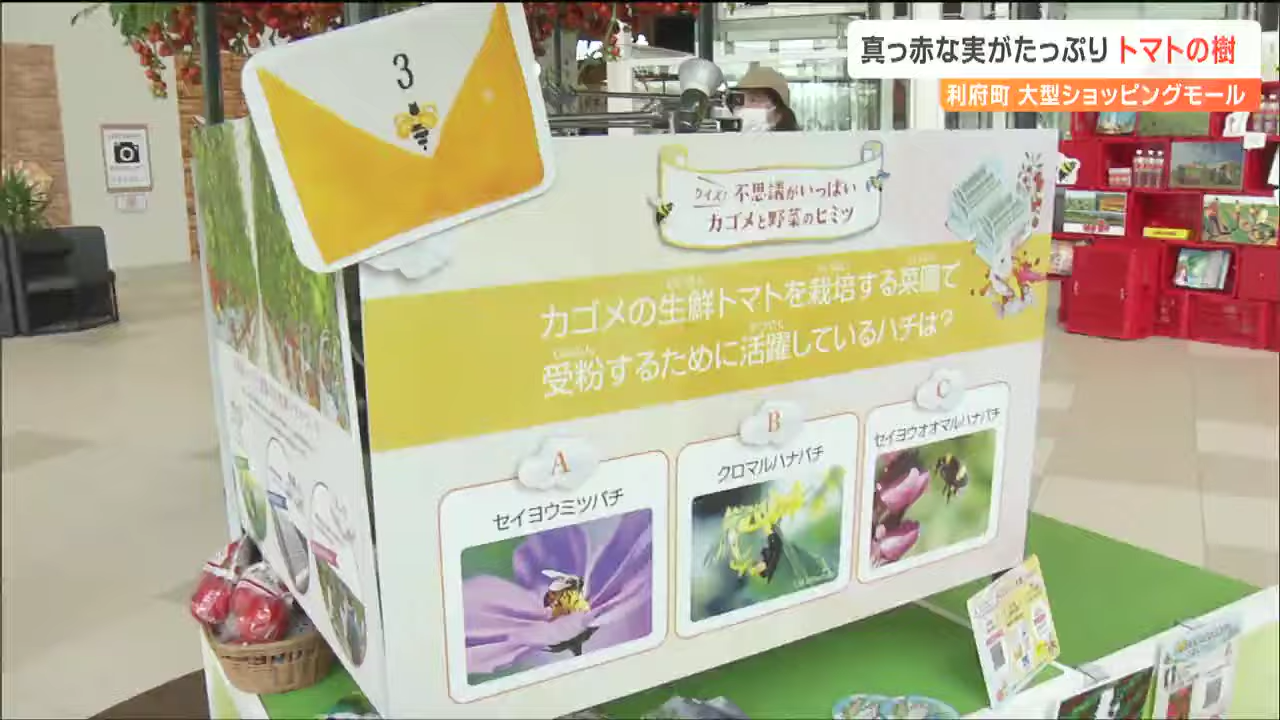 真っ赤な実がたっぷり トマトの樹
利府町 大型ショッピングモール
3
クイズ! 不思議がいっぱい
カゴメと野菜のヒミツ
カゴメの生鮮トマトを栽培する菜園で
受粉するために活躍しているハチは?
A
セイヨウミツバチ
B
クロマルハナバチ
C
セイヨウオオマルハナバチ